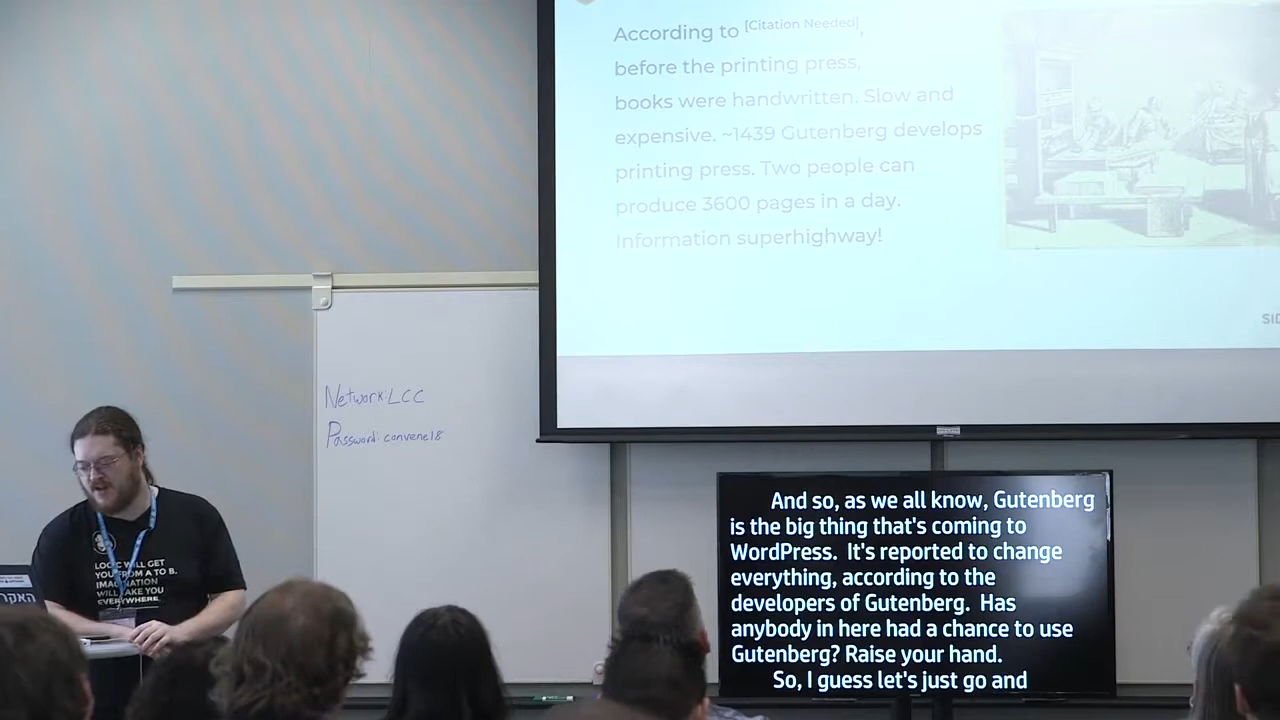 According to [Citation Needed],
before the printing press,
books were handwritten. Slow and
expensive. ~1439 Gutenberg develops
printing press. Two people can
produce 3600 pages in a day.
Information superhighway!
Network: LCC
Password: convene18
LOGIC WILL GET
YOU FROM A TO B.
IMAGINATION
WILL TAKE YOU
EVERYWHERE.
And so, as we all know, Gutenberg
is the big thing that's coming to
WordPress.  It's reported to change
everything, according to the
developers of Gutenberg.  Has
anybody in here had a chance to use
Gutenberg? Raise your hand.
So, I guess let's just go and